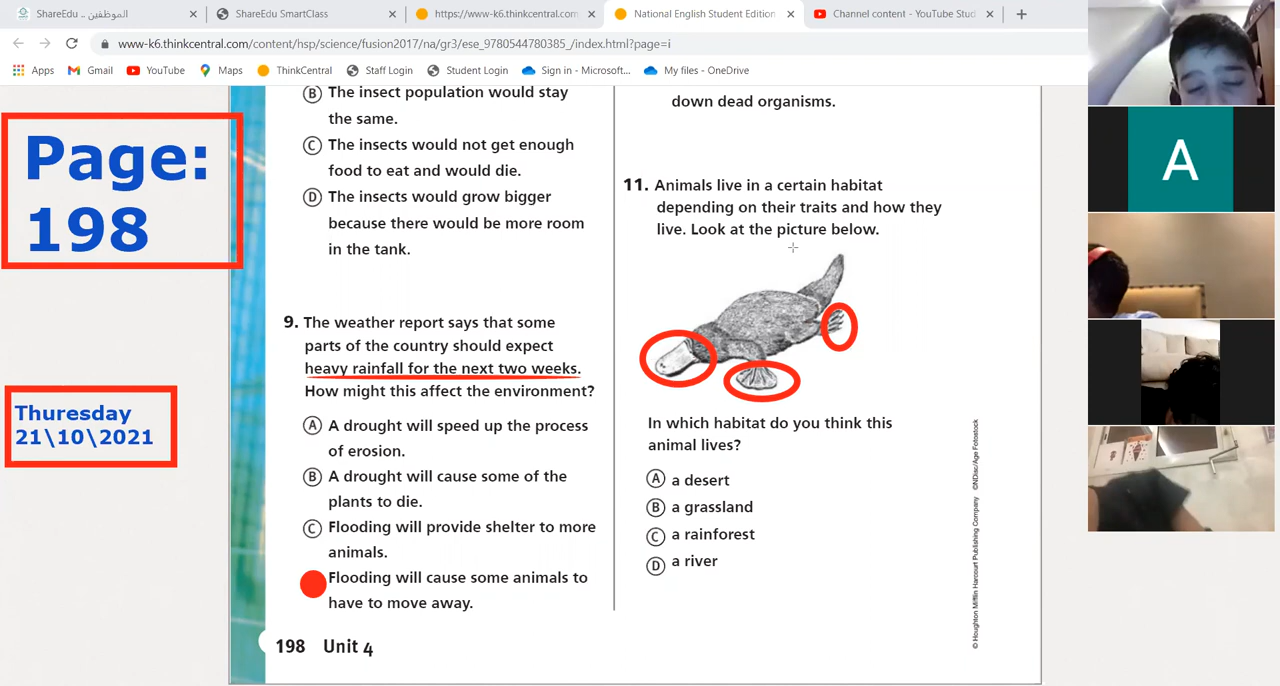 ShareEdu .. الموظفين
ShareEdu SmartClass
https://www-k6.thinkcentral.com
National English Student Edition
Channel content - YouTube Stud
www-k6.thinkcentral.com/content/hsp/science/fusion2017/na/gr3/ese_9780544780385_/index.html?page=i
Apps
Gmail
YouTube
Maps
ThinkCentral
Staff Login
Student Login
Sign in - Microsoft...
My files - OneDrive
Page:
198
Thuresday
21\10\2021
B The insect population would stay
the same.
C The insects would not get enough
food to eat and would die.
D The insects would grow bigger
because there would be more room
in the tank.
9. The weather report says that some
parts of the country should expect
heavy rainfall for the next two weeks.
How might this affect the environment?
A A drought will speed up the process
of erosion.
B A drought will cause some of the
plants to die.
C Flooding will provide shelter to more
animals.
Flooding will cause some animals to
have to move away.
198 Unit 4
down dead organisms.
11. Animals live in a certain habitat
depending on their traits and how they
live. Look at the picture below.
In which habitat do you think this
animal lives?
A a desert
B a grassland
C a rainforest
D a river
© Houghton Mifflin Harcourt Publishing Company ©NDisc/Age Fotostock
A